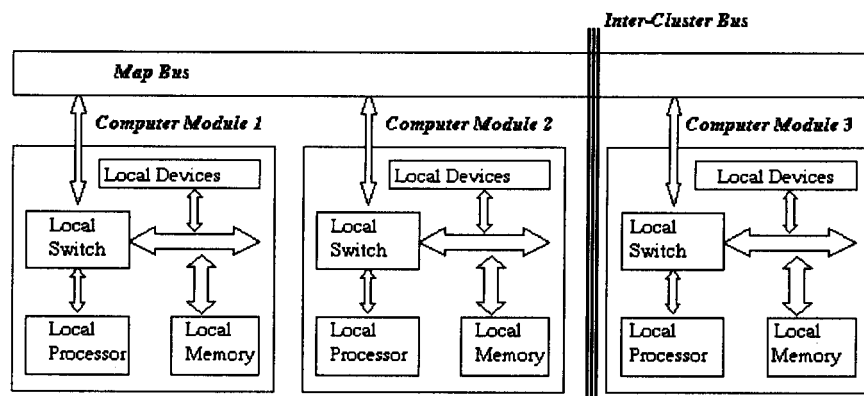 Inter-Cluster Bus
Map Bus
Computer Module 1
Computer Module 2
Computer Module 3
Local Devices
Local Devices
Local Devices
Local
Switch
Local
Switch
Local
Switch
Local
Processor
Local
Memory
Local
Processor
Local
Memory
Local
Processor
Local
Memory